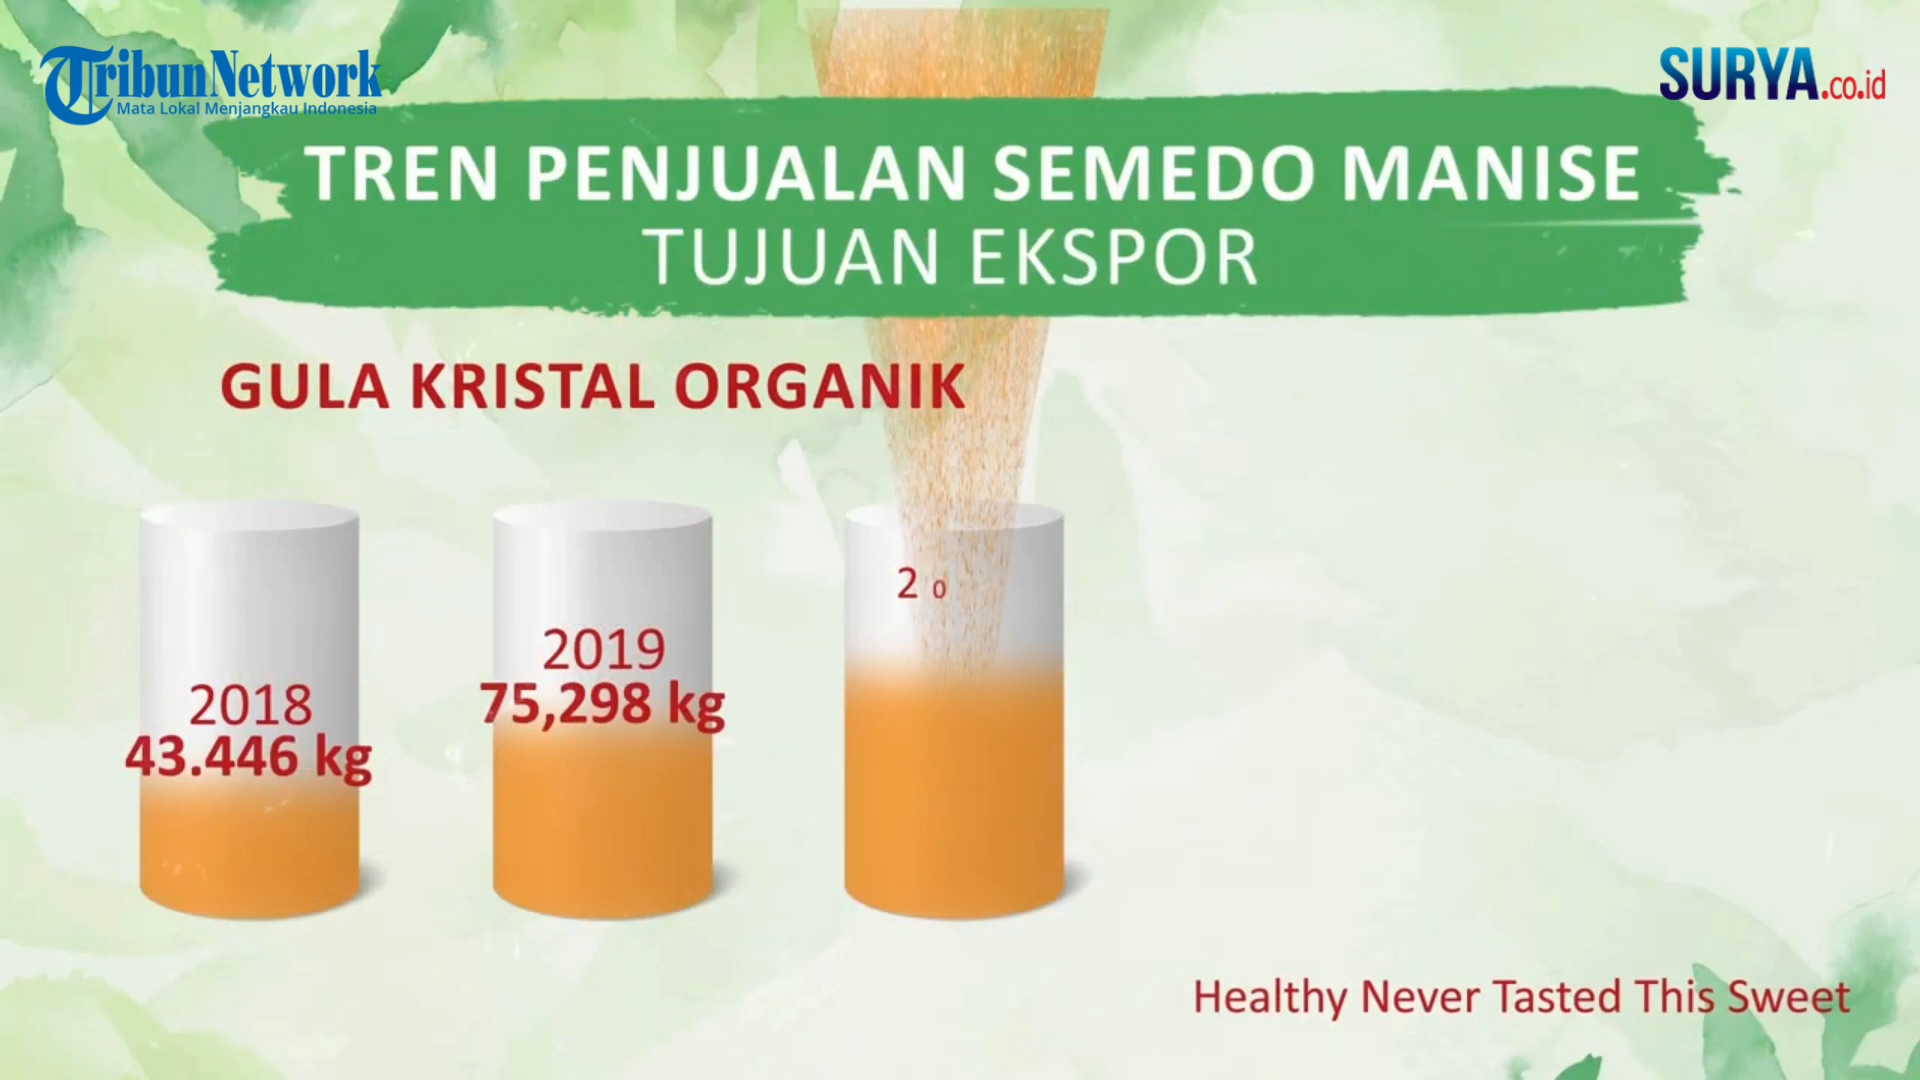 TribunNetwork
Mata Lokal Menjangkau Indonesia
SURYA.co.id
TREN PENJUALAN SEMEDO MANISE
TUJUAN EKSPOR
GULA KRISTAL ORGANIK
2018
43.446 kg
2019
75,298 kg
20
Healthy Never Tasted This Sweet